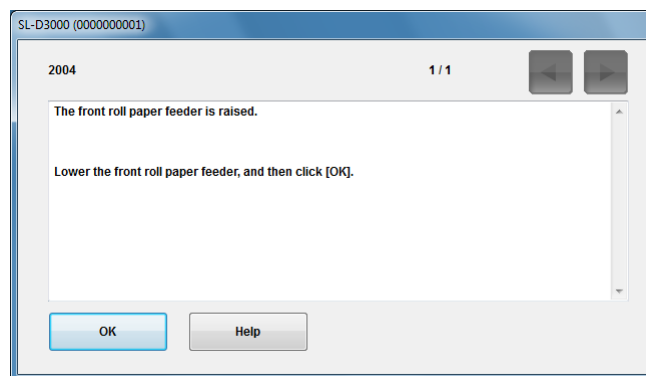 SL-D3000 (0000000001)
2004 1 / 1
The front roll paper feeder is raised.
Lower the front roll paper feeder, and then click [OK].
OK Help